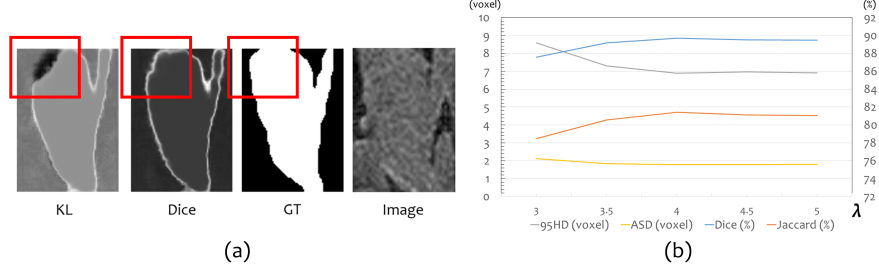 KL Dice GT Image
(a)
(voxel) (%)
10 92
9 90
8 88
7 86
6 84
5 82
4 80
3 78
2 76
1 74
0 72
3 3.5 4 4.5 5 λ
95HD (voxel) ASD (voxel) Dice (%) Jaccard (%)
(b)